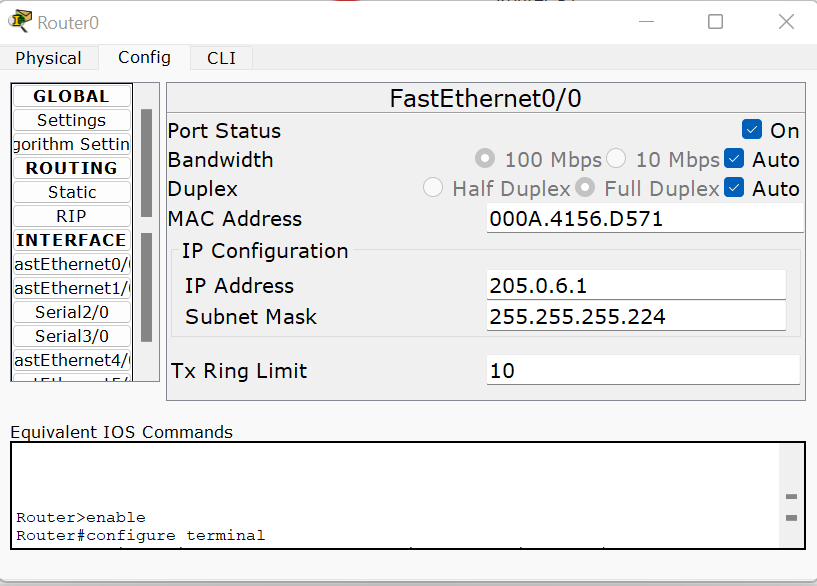 Router0
Physical Config CLI
GLOBAL
Settings
gorithm Settin
ROUTING
Static
RIP
INTERFACE
astEthernet0/0
astEthernet1/
Serial2/0
Serial3/0
astEthernet4/
FastEthernet0/0
Port Status On
Bandwidth 100 Mbps 10 Mbps Auto
Duplex Half Duplex Full Duplex Auto
MAC Address 000A.4156.D571
IP Configuration
IP Address 205.0.6.1
Subnet Mask 255.255.255.224
Tx Ring Limit 10
Equivalent IOS Commands
Router>enable
Router#configure terminal